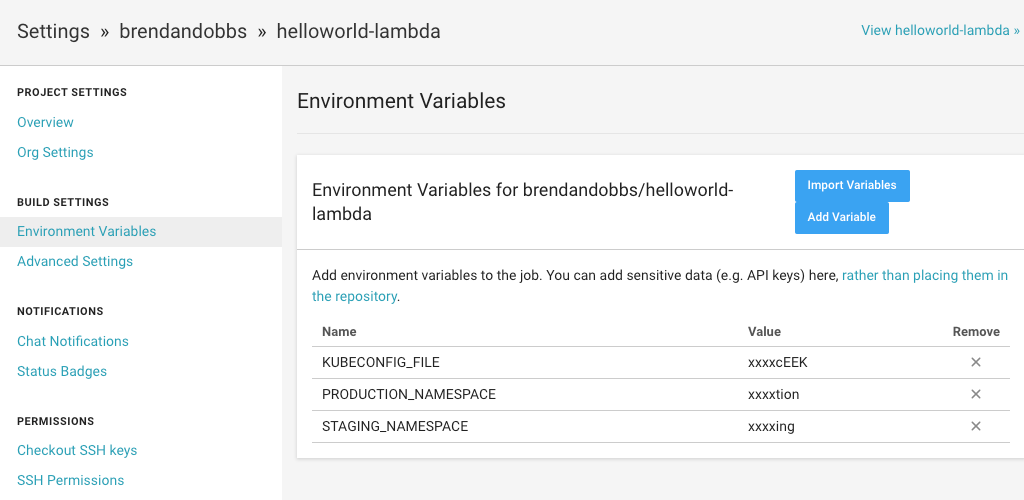 Settings » brendandobbs » helloworld-lambda
View helloworld-lambda »
PROJECT SETTINGS
Overview
Org Settings
BUILD SETTINGS
Environment Variables
Advanced Settings
NOTIFICATIONS
Chat Notifications
Status Badges
PERMISSIONS
Checkout SSH keys
SSH Permissions
Environment Variables
Environment Variables for brendandobbs/helloworld-
lambda
Import Variables
Add Variable
Add environment variables to the job. You can add sensitive data (e.g. API keys) here, rather than placing them in
the repository.
Name Value Remove
KUBECONFIG_FILE xxxxcEEK ×
PRODUCTION_NAMESPACE xxxxtion ×
STAGING_NAMESPACE xxxxing ×